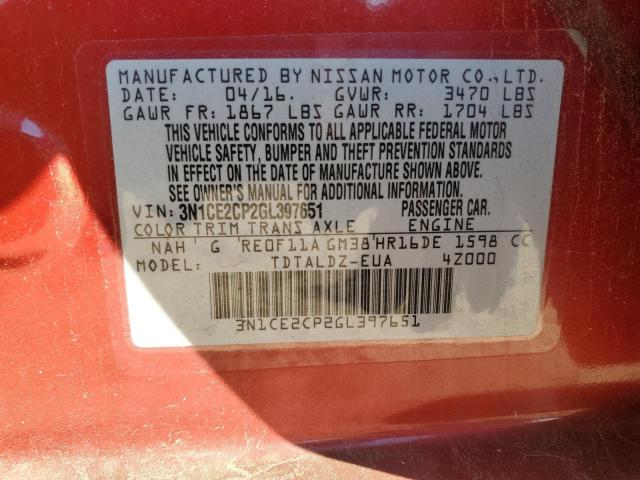 MANUFACTURED BY NISSAN MOTOR CO., LTD.
DATE: 04/16. GVWR: 3470 LBS
GAWR FR: 1867 LBS GAWR RR: 1704 LBS
THIS VEHICLE CONFORMS TO ALL APPLICABLE FEDERAL MOTOR
VEHICLE SAFETY, BUMPER AND THEFT PREVENTION STANDARDS
IN EFFECT ON THE DATE OF MANUFACTURE SHOWN ABOVE.
SEE OWNER'S MANUAL FOR ADDITIONAL INFORMATION.
VIN: 3N1CE2CP2GL397651 PASSENGER CAR.
COLOR TRIM TRANS AXLE ENGINE
NAH G RE0F11A GM38 HR16DE 1598 CC
MODEL: TDTALDZ-EUA 4Z000
3N1CE2CP2GL397651